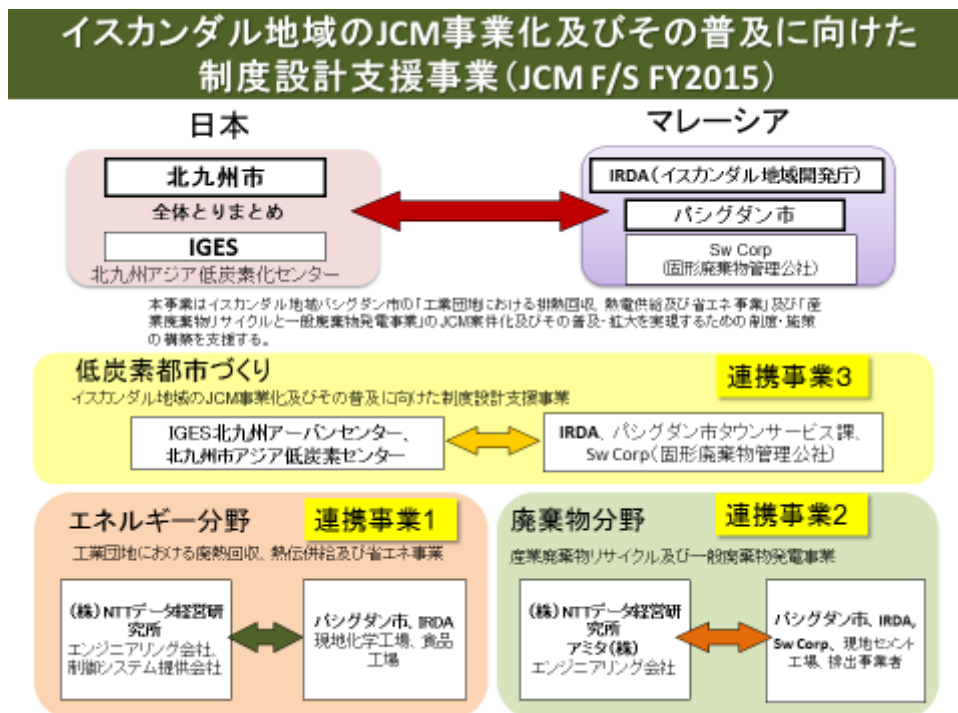 イスカンダル地域のJCM事業化及びその普及に向けた
制度設計支援事業(JCM F/S FY2015)
日本
マレーシア
北九州市
全体とりまとめ
IGES
北九州アジア低炭素化センター
IRDA(イスカンダル地域開発庁)
パシグダン市
Sw Corp
(固形廃棄物管理公社)
本事業はイスカンダル地域パシグダン市の「工業団地における排熱回収、熱電供給及び省エネ事業」及び「産
業廃棄物リサイクルと一般廃棄物発電事業」のJCM案件化及びその普及・拡大を実現するための制度・施策
の構築を支援する。
低炭素都市づくり
連携事業3
イスカンダル地域のJCM事業化及びその普及に向けた制度設計支援事業
IGES北九州アーバンセンター、
北九州市アジア低炭素センター
IRDA、パシグダン市タウンサービス課、
Sw Corp(固形廃棄物管理公社)
エネルギー分野
連携事業1
工業団地における廃熱回収、熱伝併給及び省エネ事業
(株)NTTデータ経営研
究所
エンジニアリング会社、
制御システム提供会社
パシグダン市、IRDA
現地化学工場、食品
工場
廃棄物分野
連携事業2
産業廃棄物リサイクル及び一般廃棄物発電事業
(株)NTTデータ経営研
究所
アミタ(株)
エンジニアリング会社
パシグダン市、IRDA,
Sw Corp、現地セメント
工場、排出事業者